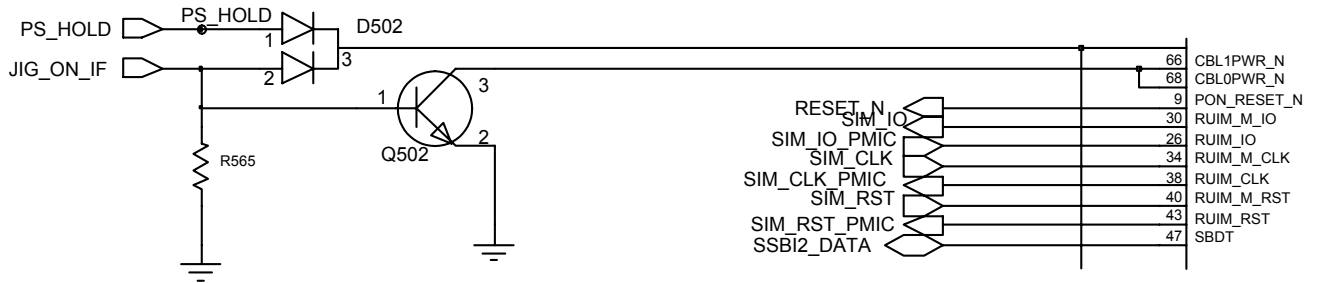 PS_HOLD
PS_HOLD
1
D502
JIG_ON_IF
2
3
1
3
Q502
2
R565
66 CBL1PWR_N
68 CBL0PWR_N
RESET_N 9 PON_RESET_N
SIM_IO 30 RUIM_M_IO
SIM_IO_PMIC 26 RUIM_IO
SIM_CLK 34 RUIM_M_CLK
SIM_CLK_PMIC 38 RUIM_CLK
SIM_RST 40 RUIM_M_RST
SIM_RST_PMIC 43 RUIM_RST
SSBI2_DATA 47 SBDT